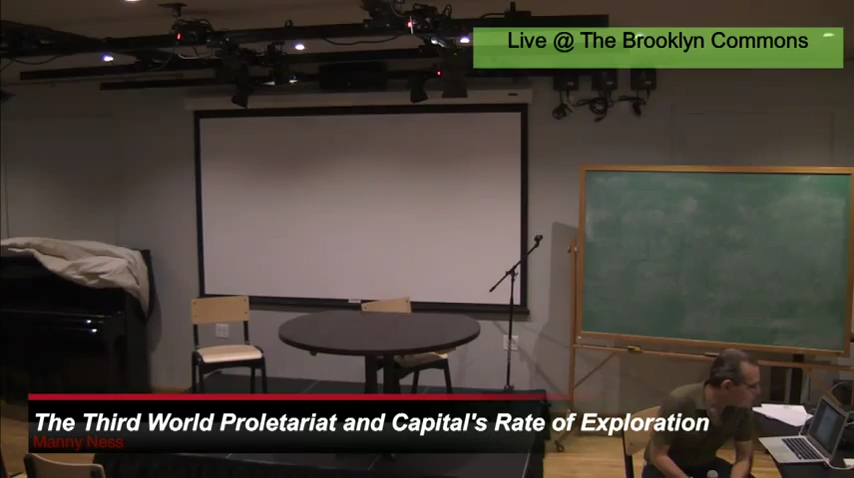 Live @ The Brooklyn Commons
The Third World Proletariat and Capital's Rate of Exploration
Manny Ness